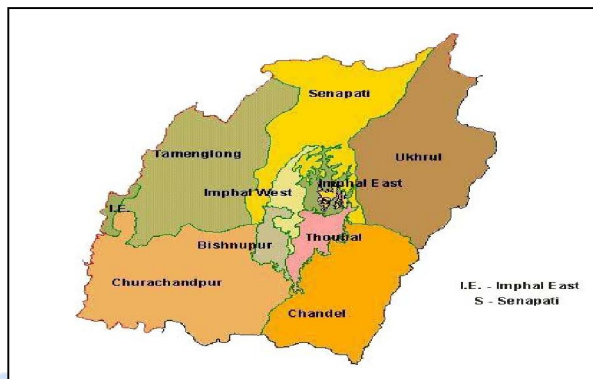 Senapati
Tamenglong
Ukhrul
Imphal East
Imphal West
S
I.E.
Bishnupur
Thoubal
Churachandpur
Chandel
I.E. - Imphal East
S - Senapati